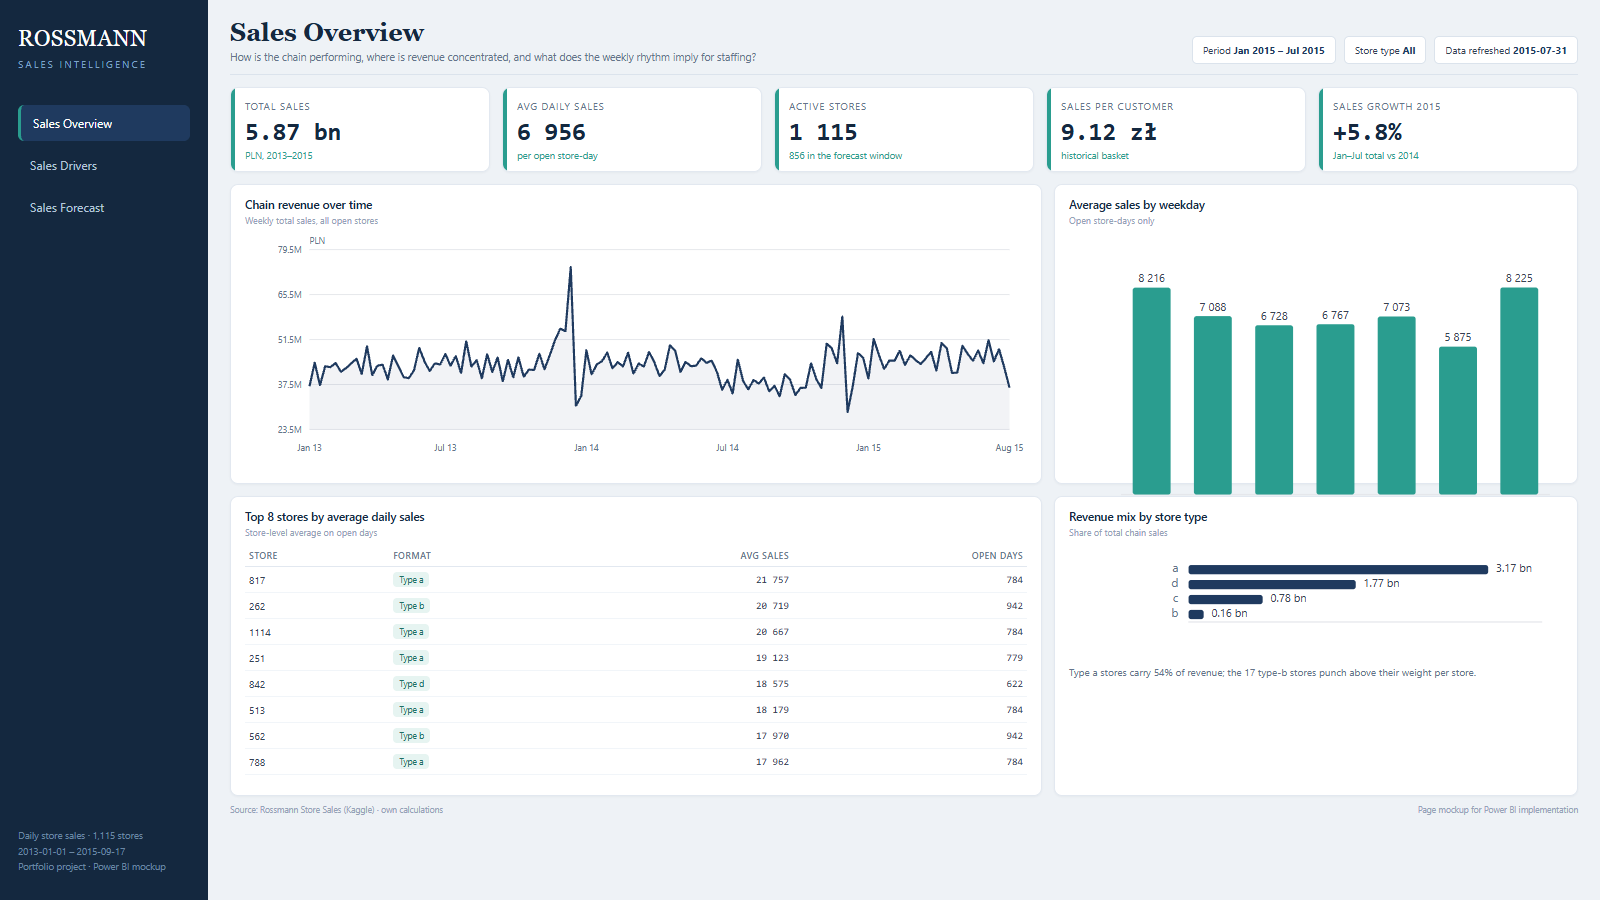 ROSSMANN
SALES INTELLIGENCE
Sales Overview
Sales Drivers
Sales Forecast
Daily store sales · 1,115 stores
2013-01-01 – 2015-09-17
Portfolio project · Power BI mockup
Sales Overview
How is the chain performing, where is revenue concentrated, and what does the weekly rhythm imply for staffing?
Period Jan 2015 – Jul 2015
Store type All
Data refreshed 2015-07-31
TOTAL SALES
5.87 bn
PLN, 2013–2015
AVG DAILY SALES
6 956
per open store-day
ACTIVE STORES
1 115
856 in the forecast window
SALES PER CUSTOMER
9.12 zł
historical basket
SALES GROWTH 2015
+5.8%
Jan–Jul total vs 2014
Chain revenue over time
Weekly total sales, all open stores
PLN
79.5M
65.5M
51.5M
37.5M
23.5M
Jan 13 Jul 13 Jan 14 Jul 14 Jan 15 Aug 15
Average sales by weekday
Open store-days only
8 216 7 088 6 728 6 767 7 073 5 875 8 225
Top 8 stores by average daily sales
Store-level average on open days
STORE FORMAT AVG SALES OPEN DAYS
817 Type a 21 757 784
262 Type b 20 719 942
1114 Type a 20 667 784
251 Type a 19 123 779
842 Type d 18 575 622
513 Type a 18 179 784
562 Type b 17 970 942
788 Type a 17 962 784
Revenue mix by store type
Share of total chain sales
a 3.17 bn
d 1.77 bn
c 0.78 bn
b 0.16 bn
Type a stores carry 54% of revenue; the 17 type-b stores punch above their weight per store.
Source: Rossmann Store Sales (Kaggle) · own calculations
Page mockup for Power BI implementation